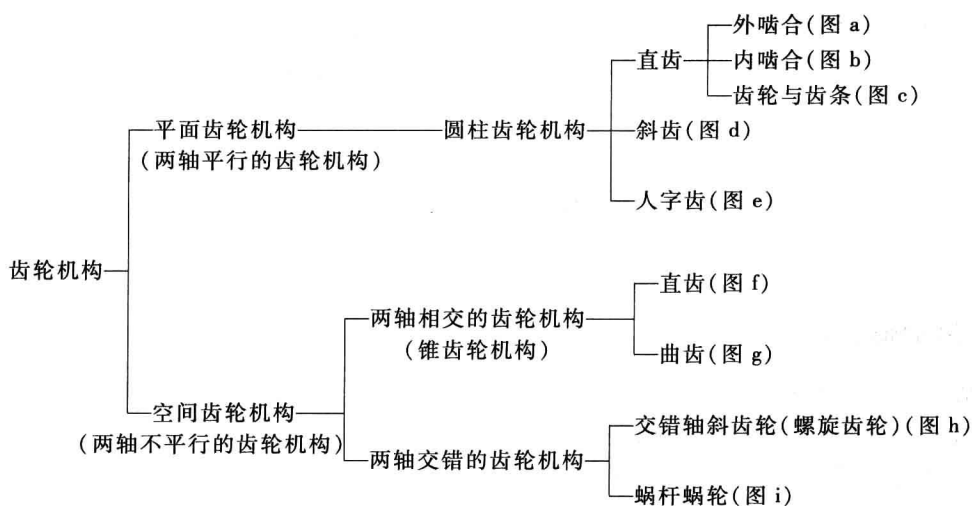 外啮合(图 a)
直齿
内啮合(图 b)
齿轮与齿条(图 c)
平面齿轮机构
圆柱齿轮机构
斜齿(图 d)
(两轴平行的齿轮机构)
人字齿(图 e)
齿轮机构
直齿(图 f)
两轴相交的齿轮机构
(锥齿轮机构)
曲齿(图 g)
空间齿轮机构
(两轴不平行的齿轮机构)
交错轴斜齿轮(螺旋齿轮)(图 h)
两轴交错的齿轮机构
蜗杆蜗轮(图 i)